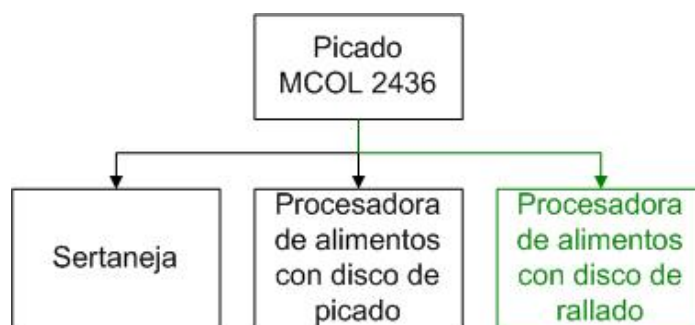 Picado
MCOL 2436
Sertaneja
Procesadora
de alimentos
con disco de
picado
Procesadora
de alimentos
con disco de
rallado